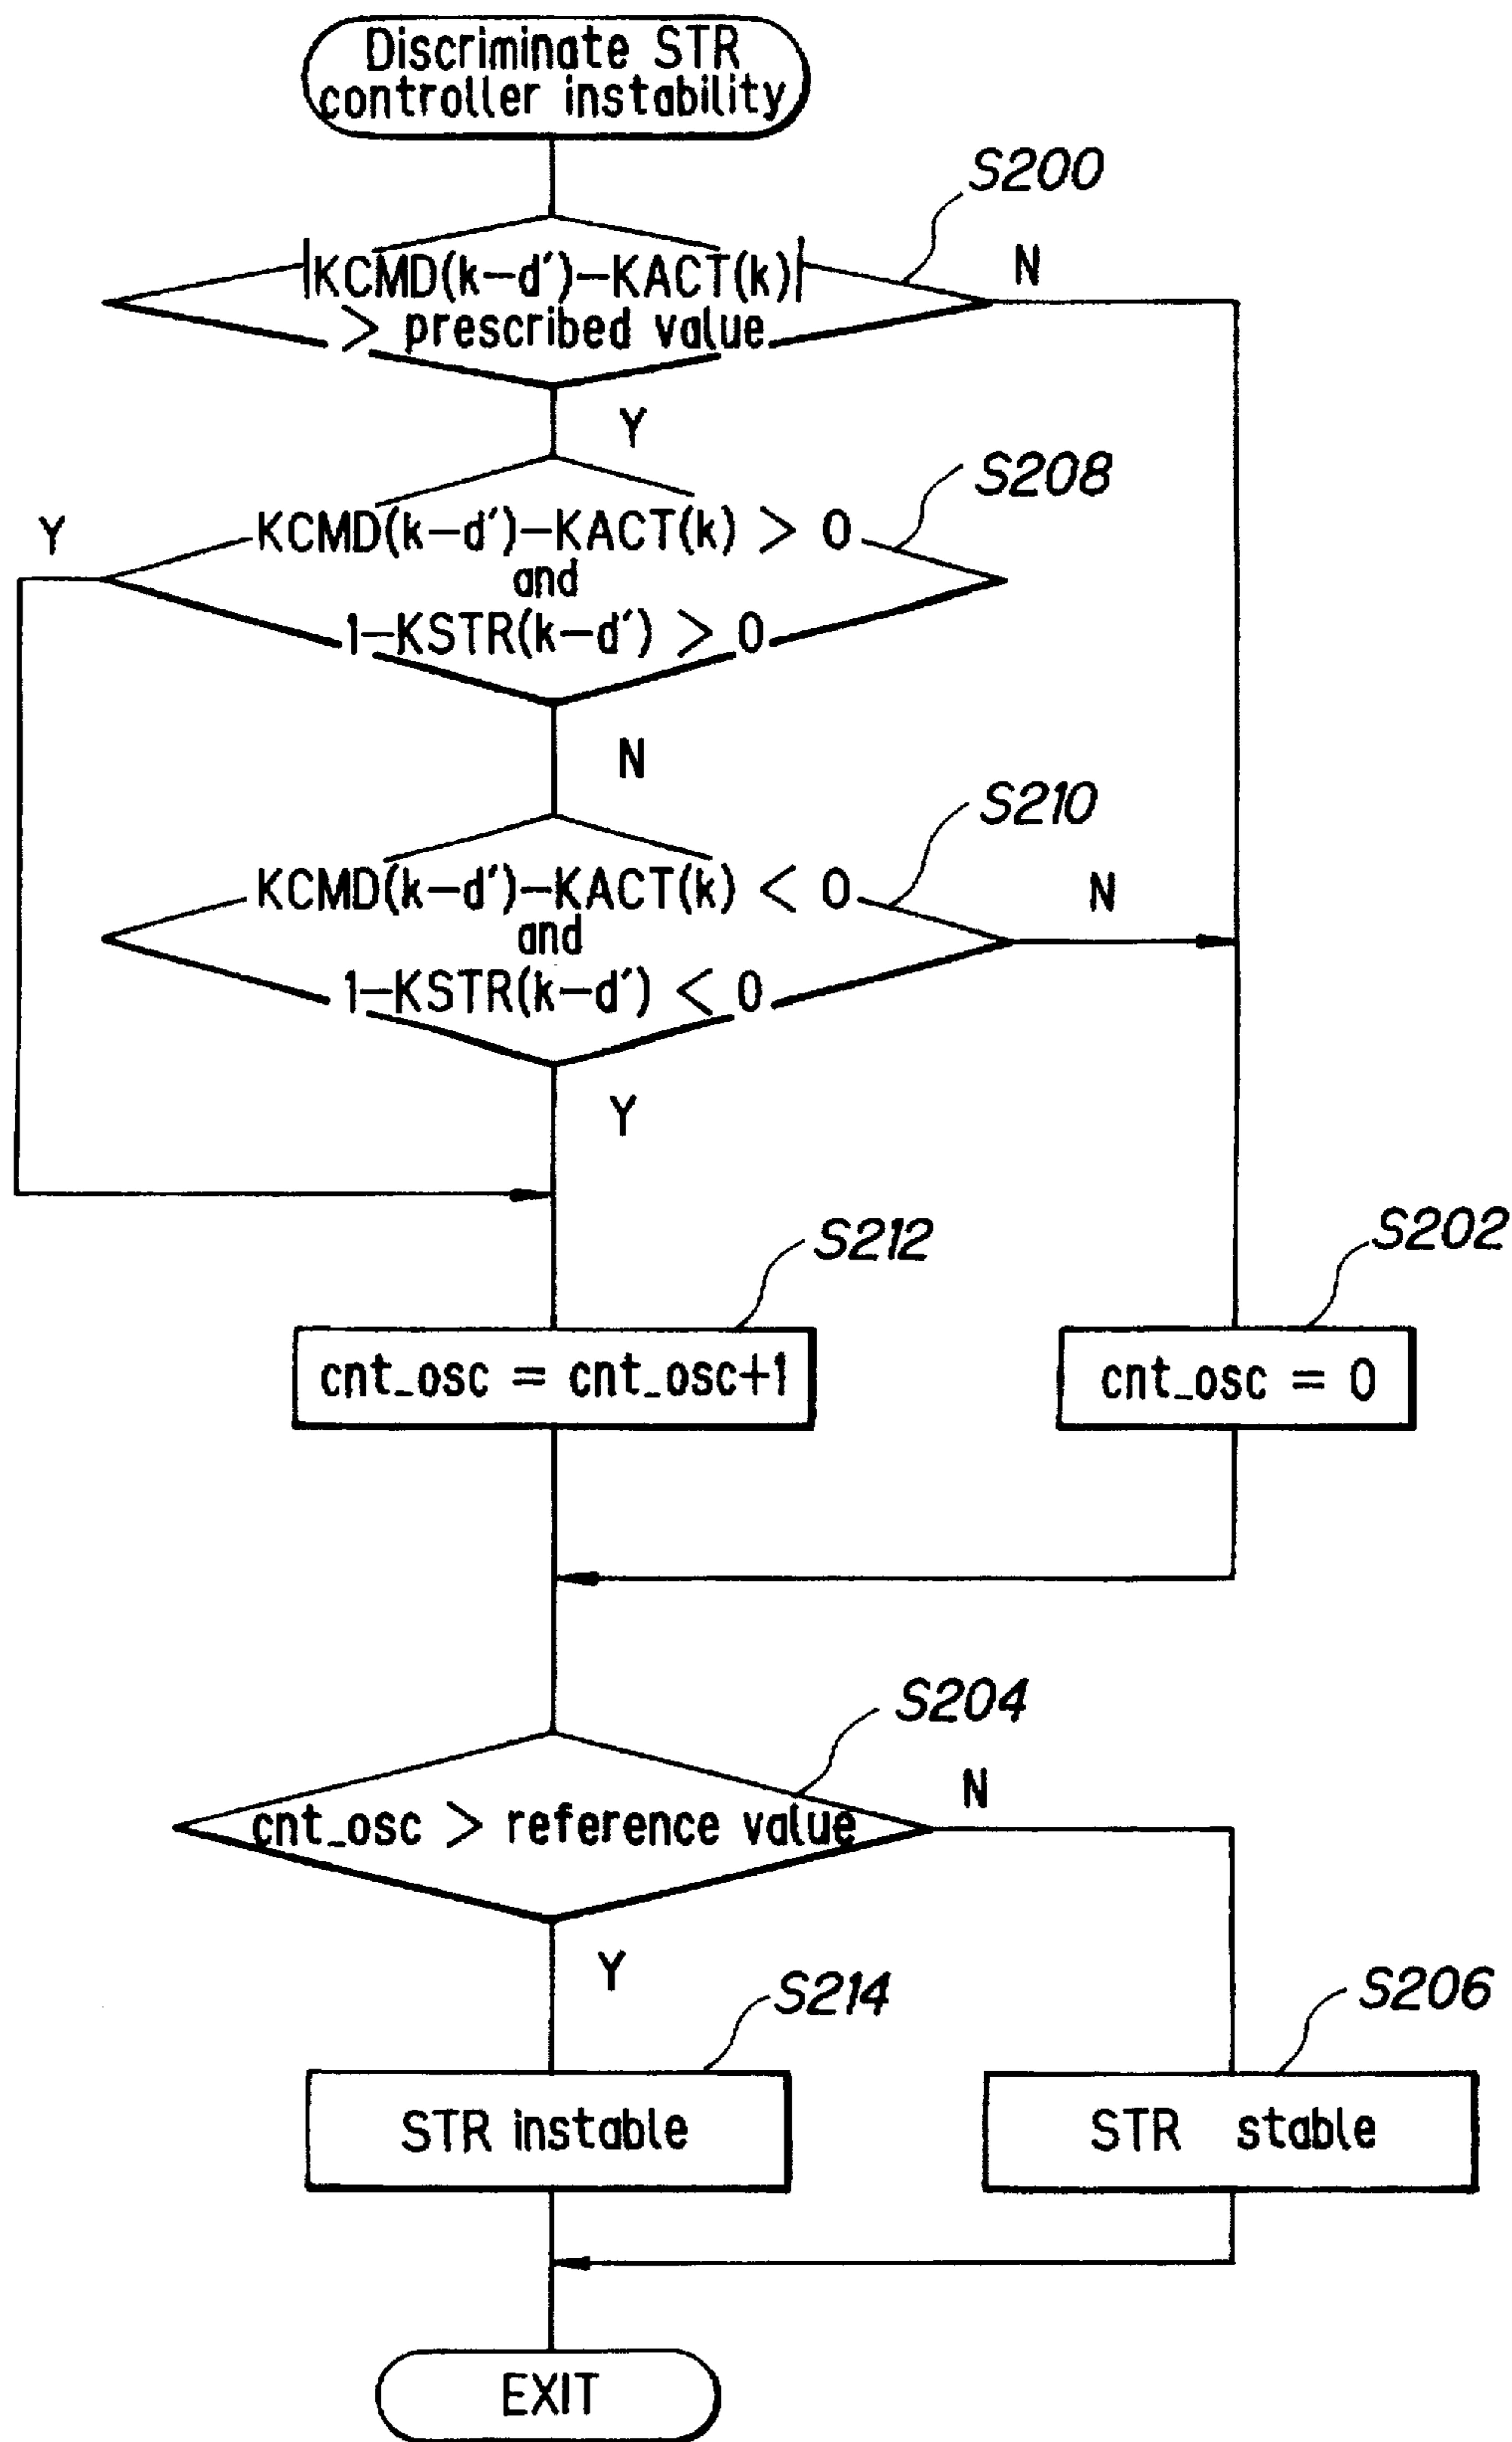 Discriminate STR
controller instability
S200
|KCMD(k-d′)-KACT(k)|
> prescribed value
N
Y
S208
KCMD(k-d′)-KACT(k) > 0
and
1-KSTR(k-d′) > 0
Y
N
S210
KCMD(k-d′)-KACT(k) < 0
and
1-KSTR(k-d′) < 0
N
Y
S212
cnt_osc = cnt_osc+1
S202
cnt_osc = 0
S204
cnt_osc > reference value
N
Y
S214
STR instable
S206
STR stable
EXIT